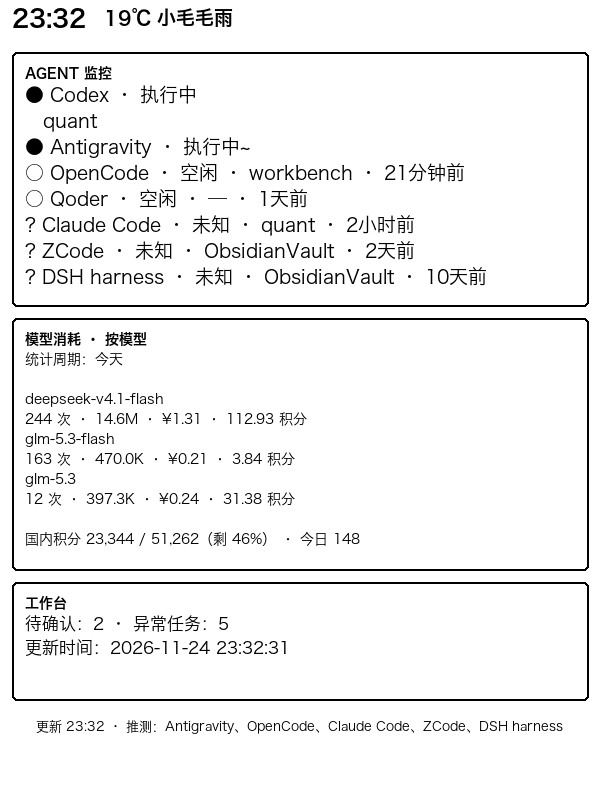 23:32 19℃ 小毛毛雨
AGENT 监控
● Codex · 执行中
quant
● Antigravity · 执行中~
○ OpenCode · 空闲 · workbench · 21分钟前
○ Qoder · 空闲 · — · 1天前
? Claude Code · 未知 · quant · 2小时前
? ZCode · 未知 · ObsidianVault · 2天前
? DSH harness · 未知 · ObsidianVault · 10天前
模型消耗 · 按模型
统计周期：今天
deepseek-v4.1-flash
244 次 · 14.6M · ¥1.31 · 112.93 积分
glm-5.3-flash
163 次 · 470.0K · ¥0.21 · 3.84 积分
glm-5.3
12 次 · 397.3K · ¥0.24 · 31.38 积分
国内积分 23,344 / 51,262（剩 46%） · 今日 148
工作台
待确认：2 · 异常任务：5
更新时间：2026-11-24 23:32:31
更新 23:32 · 推测：Antigravity、OpenCode、Claude Code、ZCode、DSH harness